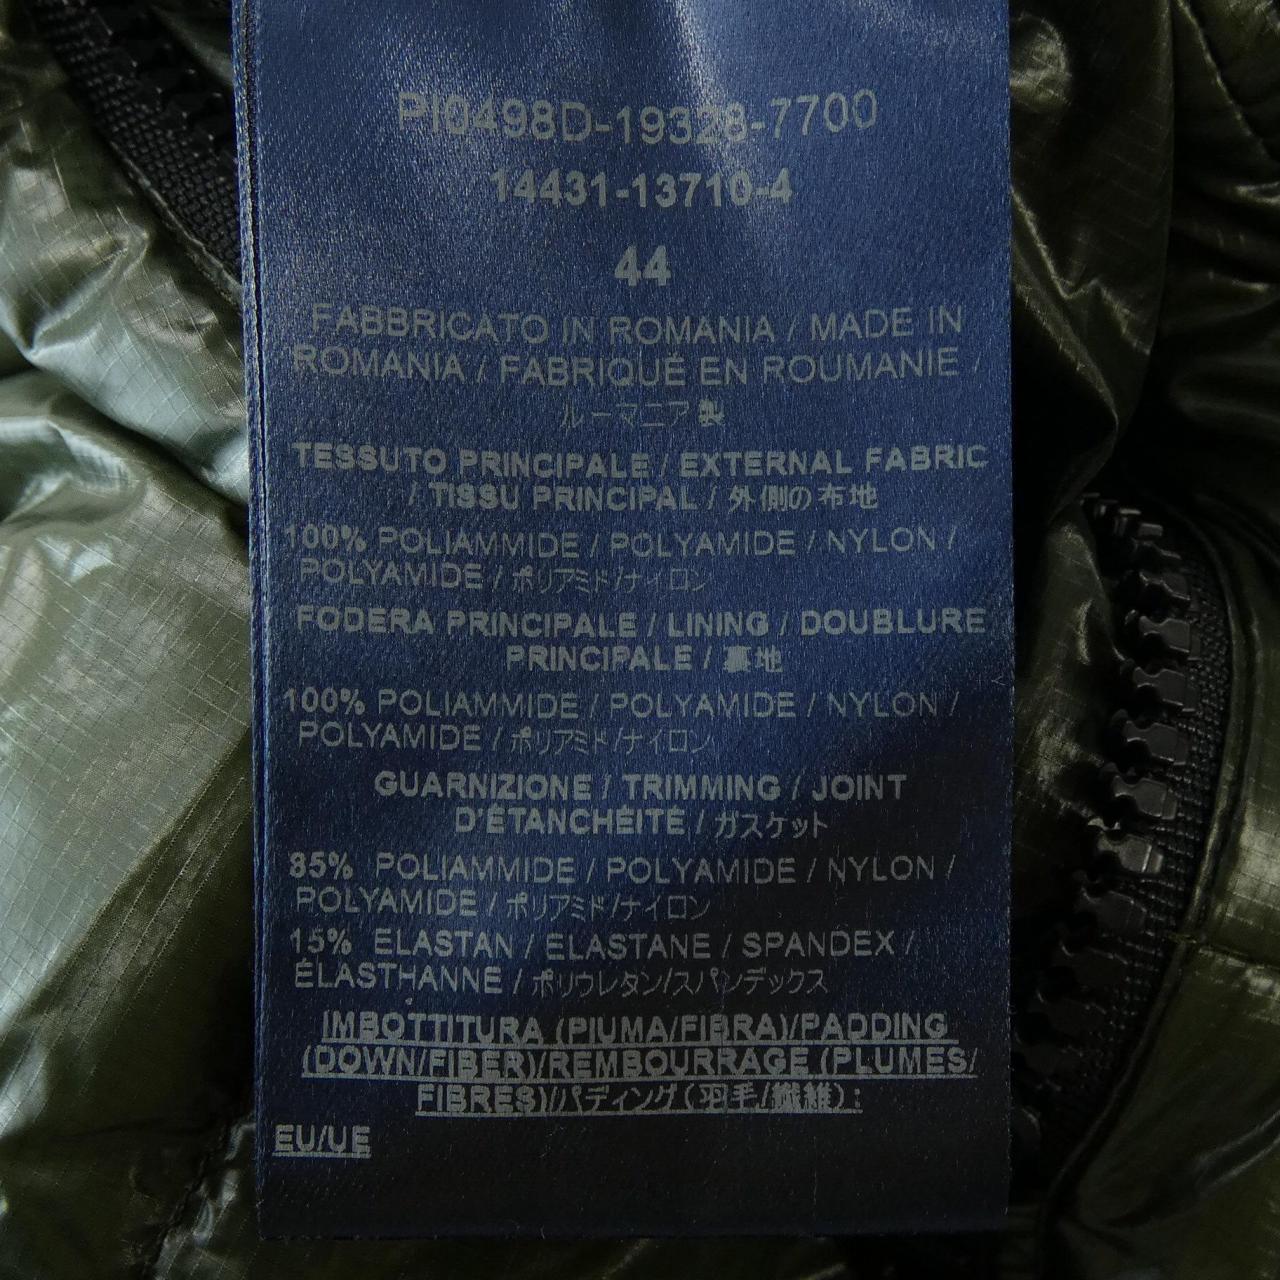 PI0498D-19328-7700
14431-13710-4
44
FABBRICATO IN ROMANIA / MADE IN
ROMANIA / FABRIQUÉ EN ROUMANIE /
ルーマニア製
TESSUTO PRINCIPALE / EXTERNAL FABRIC
/ TISSU PRINCIPAL / 外側の布地
100% POLIAMMIDE / POLYAMIDE / NYLON /
POLYAMIDE / ポリアミド/ナイロン
FODERA PRINCIPALE / LINING / DOUBLURE
PRINCIPALE / 裏地
100% POLIAMMIDE / POLYAMIDE / NYLON /
POLYAMIDE / ポリアミド/ナイロン
GUARNIZIONE / TRIMMING / JOINT
D'ÉTANCHÉITÉ / ガスケット
85% POLIAMMIDE / POLYAMIDE / NYLON /
POLYAMIDE / ポリアミド/ナイロン
15% ELASTAN / ELASTANE / SPANDEX /
ÉLASTHANNE / ポリウレタン/スパンデックス
IMBOTTITURA (PIUMA/FIBRA)/PADDING
(DOWN/FIBER)/REMBOURRAGE (PLUMES/
FIBRES)/パディング(羽毛/繊維):
EU/UE